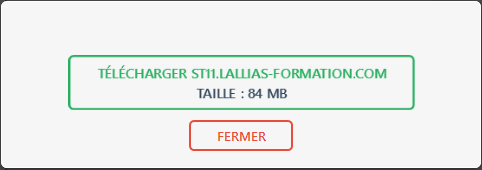 TÉLÉCHARGER ST11.LALLIAS-FORMATION.COM
TAILLE : 84 MB
FERMER